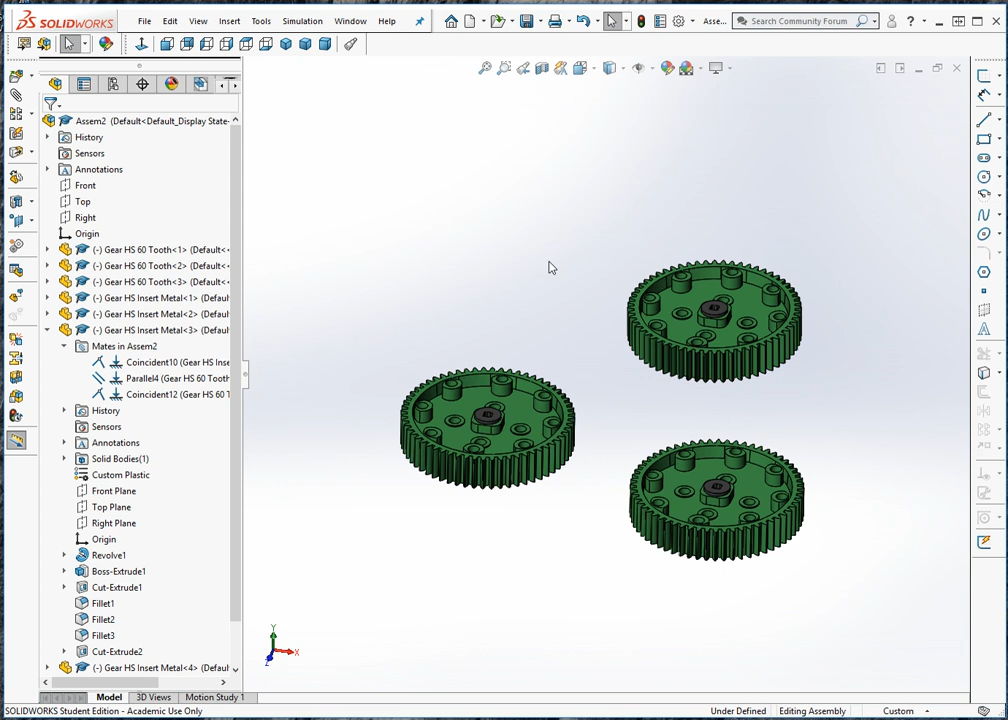 SOLIDWORKS File Edit View Insert Tools Simulation Window Help Asse... Search Community Forum
Assem2 (Default<Default_Display State-
History
Sensors
Annotations
Front
Top
Right
Origin
(-) Gear HS 60 Tooth<1> (Default<
(-) Gear HS 60 Tooth<2> (Default<
(-) Gear HS 60 Tooth<3> (Default<
(-) Gear HS Insert Metal<1> (Defaul
(-) Gear HS Insert Metal<2> (Defaul
(-) Gear HS Insert Metal<3> (Defaul
Mates in Assem2
Coincident10 (Gear HS Inse
Parallel4 (Gear HS 60 Tooth
Coincident12 (Gear HS 60 T
History
Sensors
Annotations
Solid Bodies(1)
Custom Plastic
Front Plane
Top Plane
Right Plane
Origin
Revolve1
Boss-Extrude1
Cut-Extrude1
Fillet1
Fillet2
Fillet3
Cut-Extrude2
(-) Gear HS Insert Metal<4> (Defaul
Y
X
Z
Model 3D Views Motion Study 1
SOLIDWORKS Student Edition - Academic Use Only Under Defined Editing Assembly Custom